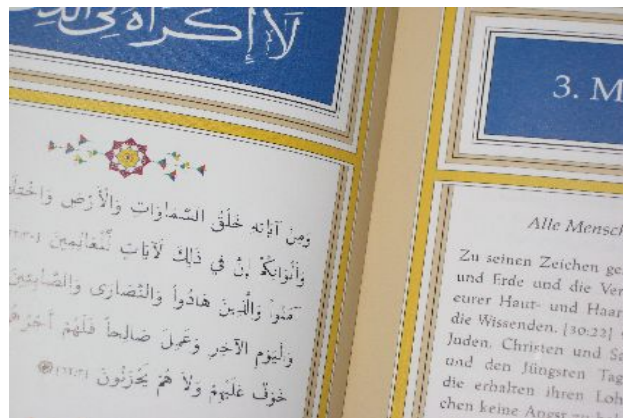 لَا إِكْرَاهَ فِي الدِّ
وَمِنْ آيَاتِهِ خَلْقُ السَّمَاوَاتِ وَالْأَرْضِ وَاخْتِلَا
وَأَلْوَانِكُمْ إِنَّ فِي ذَٰلِكَ لَآيَاتٍ لِّلْعَالِمِينَ
آمَنُوا وَالَّذِينَ هَادُوا وَالنَّصَارَى وَالصَّابِئِينَ
وَلْيَوْمِ الْآخِرِ وَعَمِلَ صَالِحاً فَلَهُمْ أَجْرُهُمْ
خَوْفٌ عَلَيْهِمْ وَلَا هُمْ يَحْزَنُونَ
3. M
Alle Mensch
Zu seinen Zeichen ge
und Erde und die Ver
eurer Haut- und Haar
die Wissenden. [30:22]
Juden, Christen und Sa
und den Jüngsten Tag
die erhalten ihren Loh
chen keine Angst